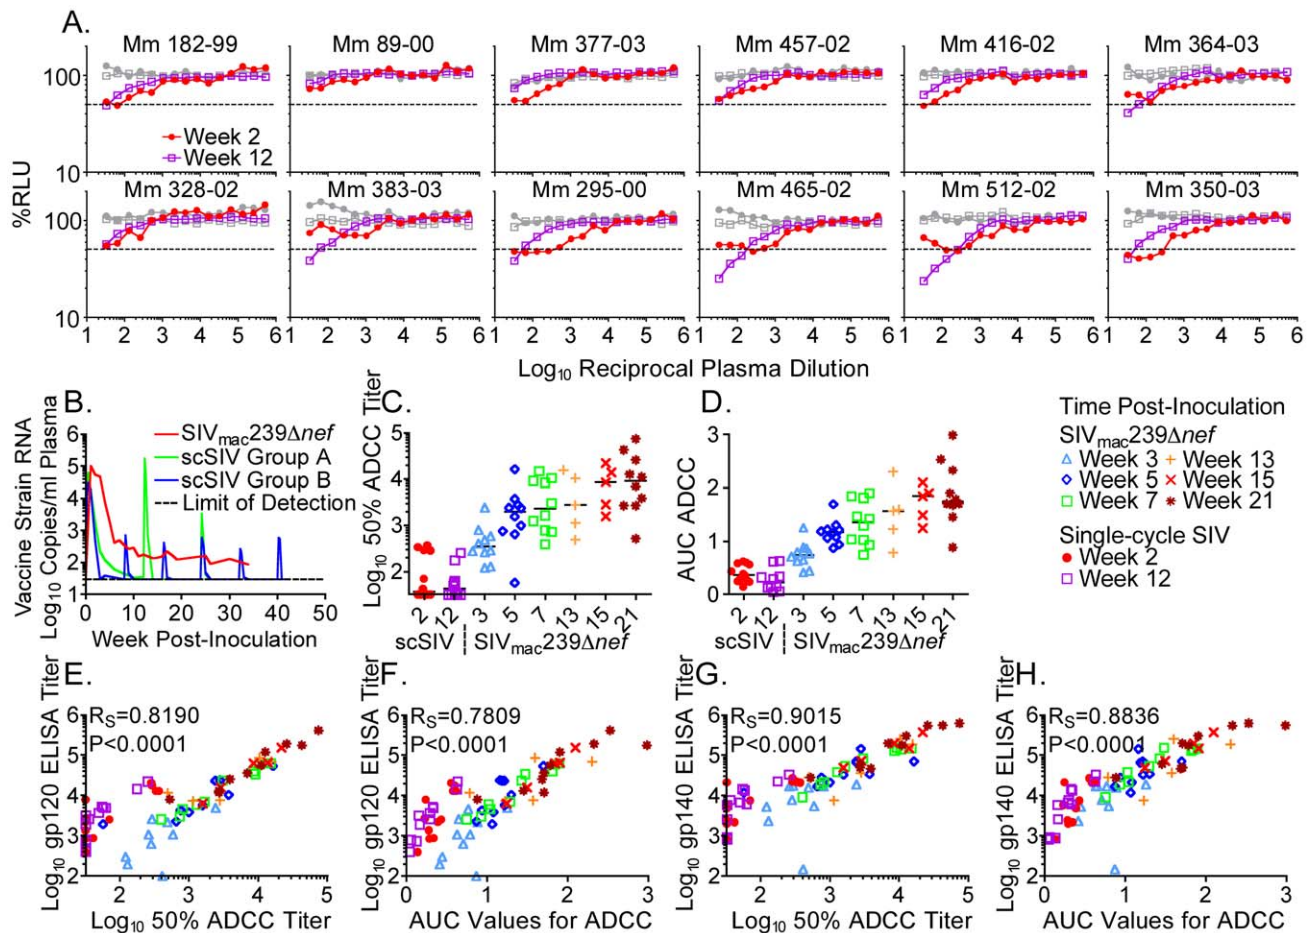 A.
Mm 182-99 Mm 89-00 Mm 377-03 Mm 457-02 Mm 416-02 Mm 364-03
100
Week 2
Week 12
10
Mm 328-02 Mm 383-03 Mm 295-00 Mm 465-02 Mm 512-02 Mm 350-03
%RLU
100
10
1 2 3 4 5 6 1 2 3 4 5 6 1 2 3 4 5 6 1 2 3 4 5 6 1 2 3 4 5 6 1 2 3 4 5 6
Log10 Reciprocal Plasma Dilution
B.
Vaccine Strain RNA
Log10 Copies/ml Plasma
6
5
4
3
2
1
SIVmac239Δnef
scSIV Group A
scSIV Group B
Limit of Detection
0 10 20 30 40 50
Week Post-Inoculation
C.
Log10 50% ADCC Titer
5
4
3
2
2 12 3 5 7 13 15 21
scSIV SIVmac239Δnef
D.
AUC ADCC
3
2
1
0
2 12 3 5 7 13 15 21
scSIV SIVmac239Δnef
Time Post-Inoculation
SIVmac239Δnef
Week 3 Week 13
Week 5 Week 15
Week 7 Week 21
Single-cycle SIV
Week 2
Week 12
E.
Log10 gp120 ELISA Titer
6
5
4
3
2
RS=0.8190
P<0.0001
2 3 4 5
Log10 50% ADCC Titer
F.
Log10 gp120 ELISA Titer
6
5
4
3
2
RS=0.7809
P<0.0001
0 1 2 3
AUC Values for ADCC
G.
Log10 gp140 ELISA Titer
6
5
4
3
2
RS=0.9015
P<0.0001
2 3 4 5
Log10 50% ADCC Titer
H.
Log10 gp140 ELISA Titer
6
5
4
3
2
RS=0.8836
P<0.0001
0 1 2 3
AUC Values for ADCC